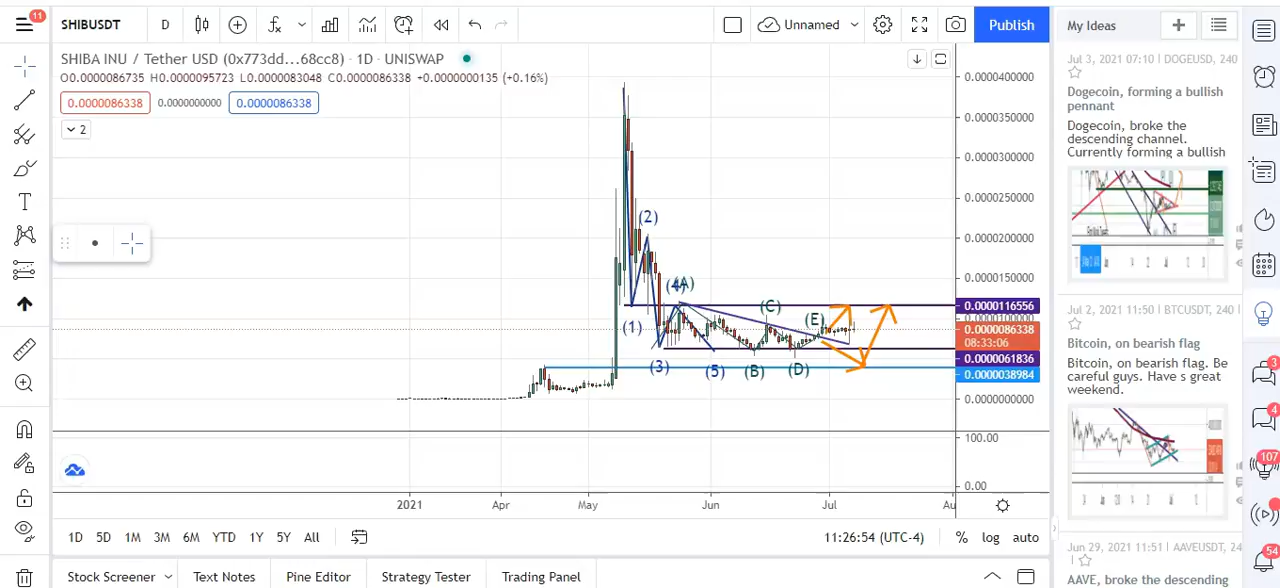 11
SHIBUSDT
D
Unnamed
Publish
My Ideas
SHIBA INU / Tether USD (0x773dd...68cc8) · 1D · UNISWAP
O0.0000086735 H0.0000095723 L0.0000083048 C0.0000086338 +0.0000000135 (+0.16%)
0.0000086338
0.0000000000
0.0000086338
2
0.0000400000
0.0000350000
0.0000300000
0.0000250000
0.0000200000
0.0000150000
0.0000116556
0.0000086338
08:33:06
0.0000061836
0.0000038984
0.0000000000
100.00
0.00
(2)
(A)
(C)
(E)
(1)
(3)
(5)
(B)
(D)
2021
Apr
May
Jun
Jul
1D 5D 1M 3M 6M YTD 1Y 5Y All
11:26:54 (UTC-4)
% log auto
Stock Screener
Text Notes
Pine Editor
Strategy Tester
Trading Panel
Jul 3, 2021 07:10 | DOGEUSD, 240
Dogecoin, forming a bullish
pennant
Dogecoin, broke the
descending channel.
Currently forming a bullish
Jul 2, 2021 11:50 | BTCUSDT, 240
Bitcoin, on bearish flag
Bitcoin, on bearish flag. Be
careful guys. Have s great
weekend.
Jun 29, 2021 11:51 | AAVEUSDT, 24
AAVE, broke the descending
3
4
107
54